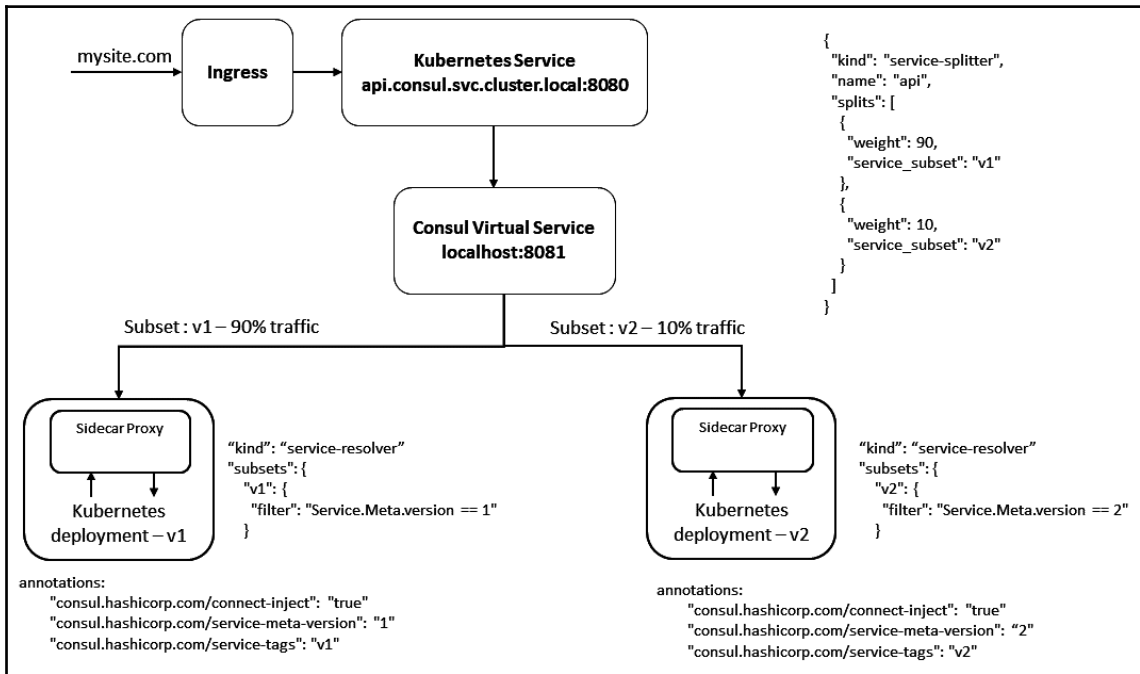 mysite.com
Ingress
Kubernetes Service
api.consul.svc.cluster.local:8080
{
"kind": "service-splitter",
"name": "api",
"splits": [
{
"weight": 90,
"service_subset": "v1"
},
{
"weight": 10,
"service_subset": "v2"
}
]
}
Consul Virtual Service
localhost:8081
Subset : v1 – 90% traffic
Subset : v2 – 10% traffic
Sidecar Proxy
Kubernetes
deployment – v1
“kind”: “service-resolver”
"subsets": {
"v1": {
"filter": "Service.Meta.version == 1"
}
annotations:
"consul.hashicorp.com/connect-inject": "true"
"consul.hashicorp.com/service-meta-version": "1"
"consul.hashicorp.com/service-tags": "v1"
Sidecar Proxy
Kubernetes
deployment – v2
“kind”: “service-resolver”
"subsets": {
"v2": {
"filter": "Service.Meta.version == 2"
}
annotations:
"consul.hashicorp.com/connect-inject": "true"
"consul.hashicorp.com/service-meta-version": “2"
"consul.hashicorp.com/service-tags": "v2"